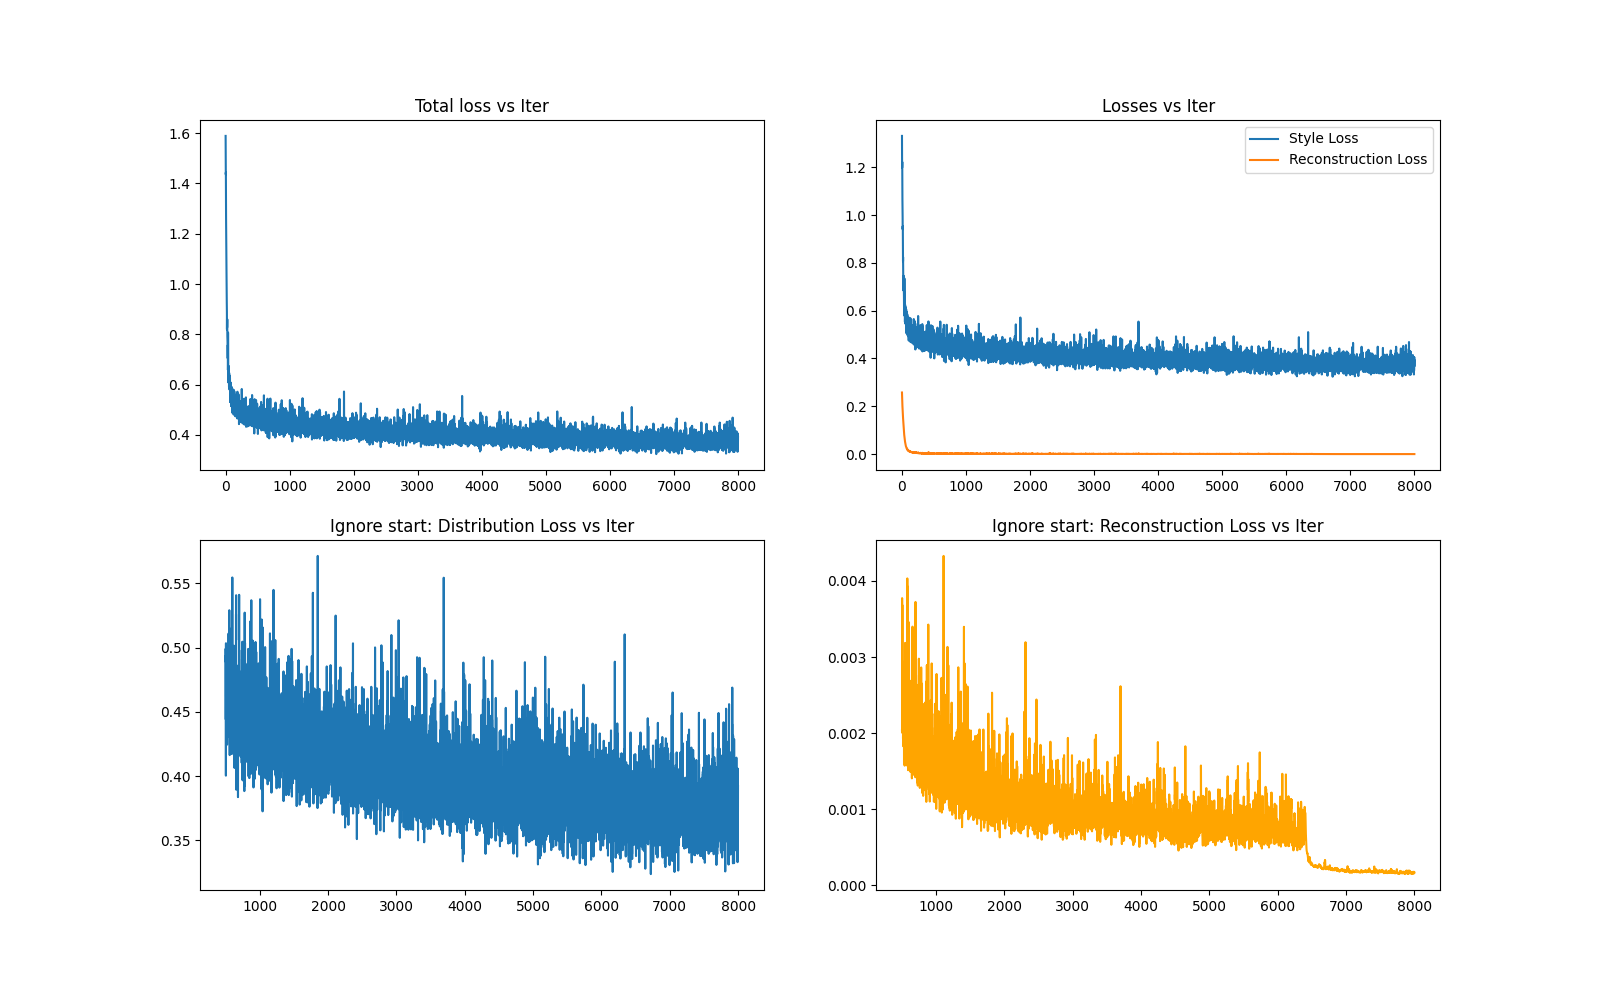 Total loss vs Iter
1.6
1.4
1.2
1.0
0.8
0.6
0.4
0 1000 2000 3000 4000 5000 6000 7000 8000
Losses vs Iter
Style Loss
Reconstruction Loss
1.2
1.0
0.8
0.6
0.4
0.2
0.0
0 1000 2000 3000 4000 5000 6000 7000 8000
Ignore start: Distribution Loss vs Iter
0.55
0.50
0.45
0.40
0.35
1000 2000 3000 4000 5000 6000 7000 8000
Ignore start: Reconstruction Loss vs Iter
0.004
0.003
0.002
0.001
0.000
1000 2000 3000 4000 5000 6000 7000 8000